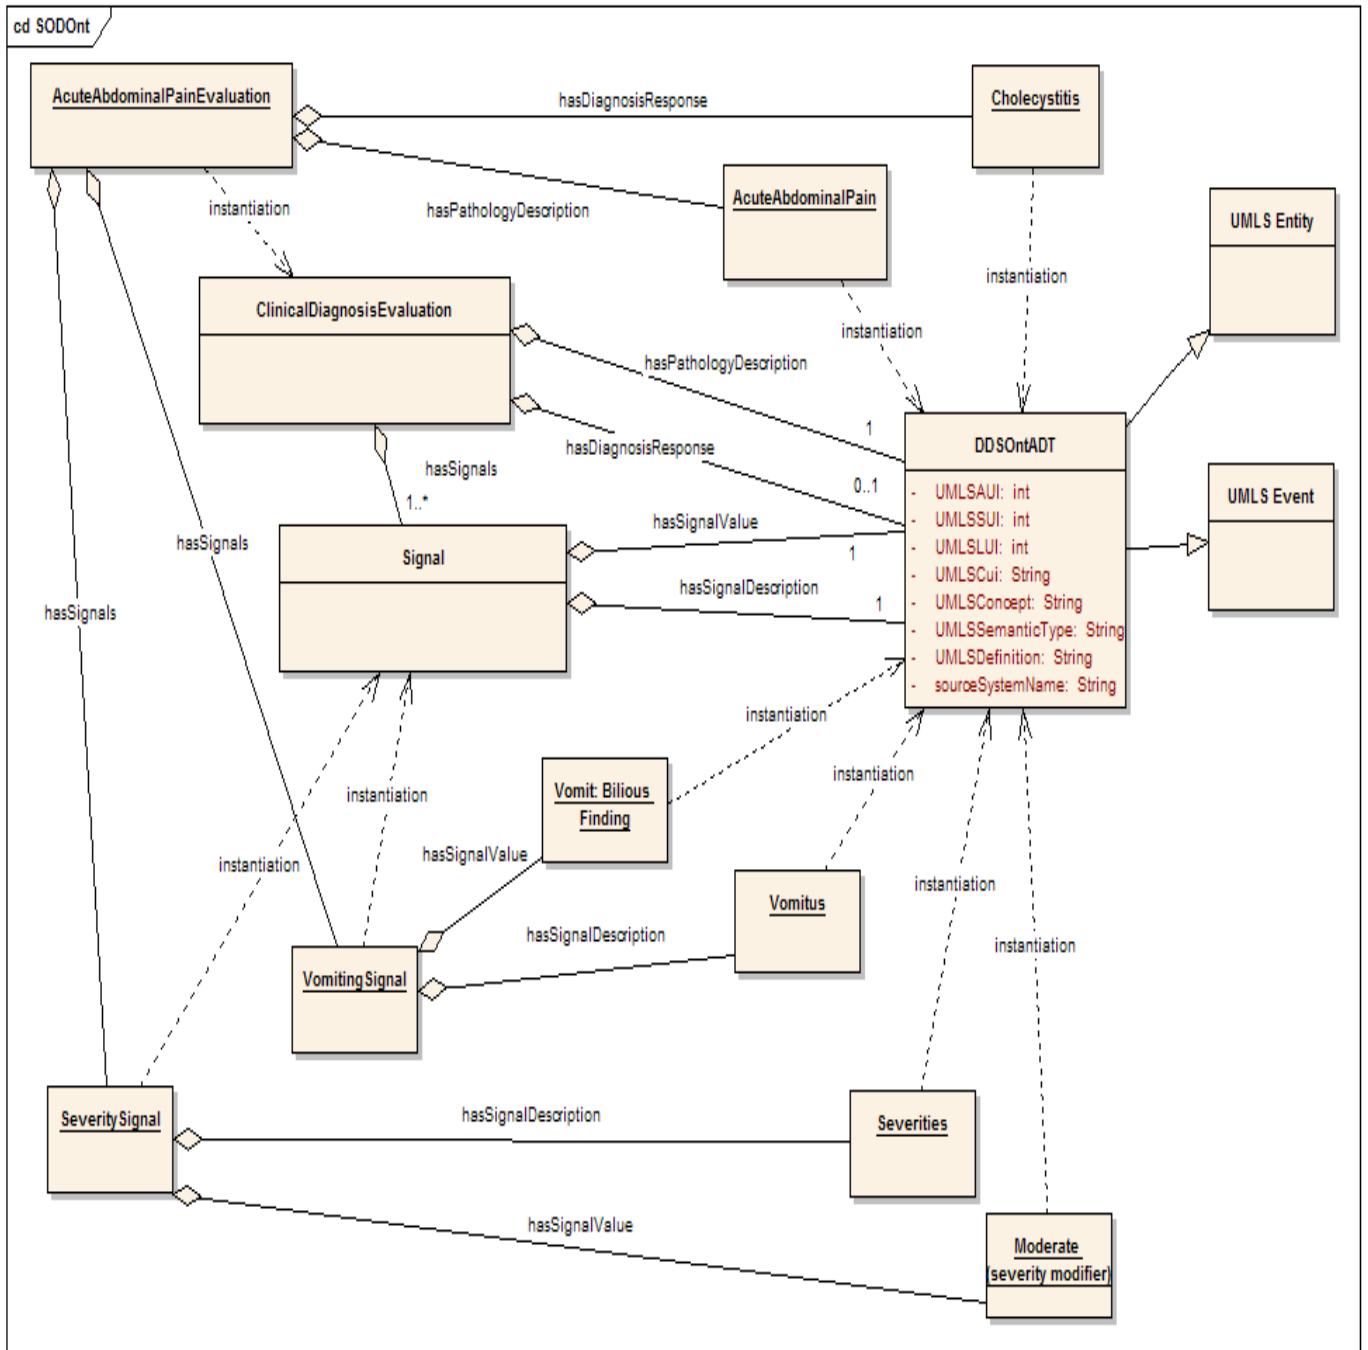 cd SODOnt
AcuteAbdominalPainEvaluation
hasDiagnosisResponse
Cholecystitis
instantiation
hasPathologyDescription
AcuteAbdominalPain
UMLS Entity
instantiation
ClinicalDiagnosisEvaluation
instantiation
hasPathologyDescription
1
hasDiagnosisResponse
0..1
DDSOntADT
- UMLSAUI: int
- UMLSSUI: int
- UMLSLUI: int
- UMLSCui: String
- UMLSConcept: String
- UMLSSemanticType: String
- UMLSDefinition: String
- sourceSystemName: String
UMLS Event
hasSignals
1..*
hasSignalValue
1
Signal
hasSignalDescription
1
hasSignals
hasSignals
instantiation
instantiation
instantiation
Vomit: Bilious
Finding
instantiation
hasSignalValue
instantiation
Vomitus
instantiation
hasSignalDescription
instantiation
VomitingSignal
SeveritySignal
hasSignalDescription
Severities
hasSignalValue
Moderate
(severity modifier)